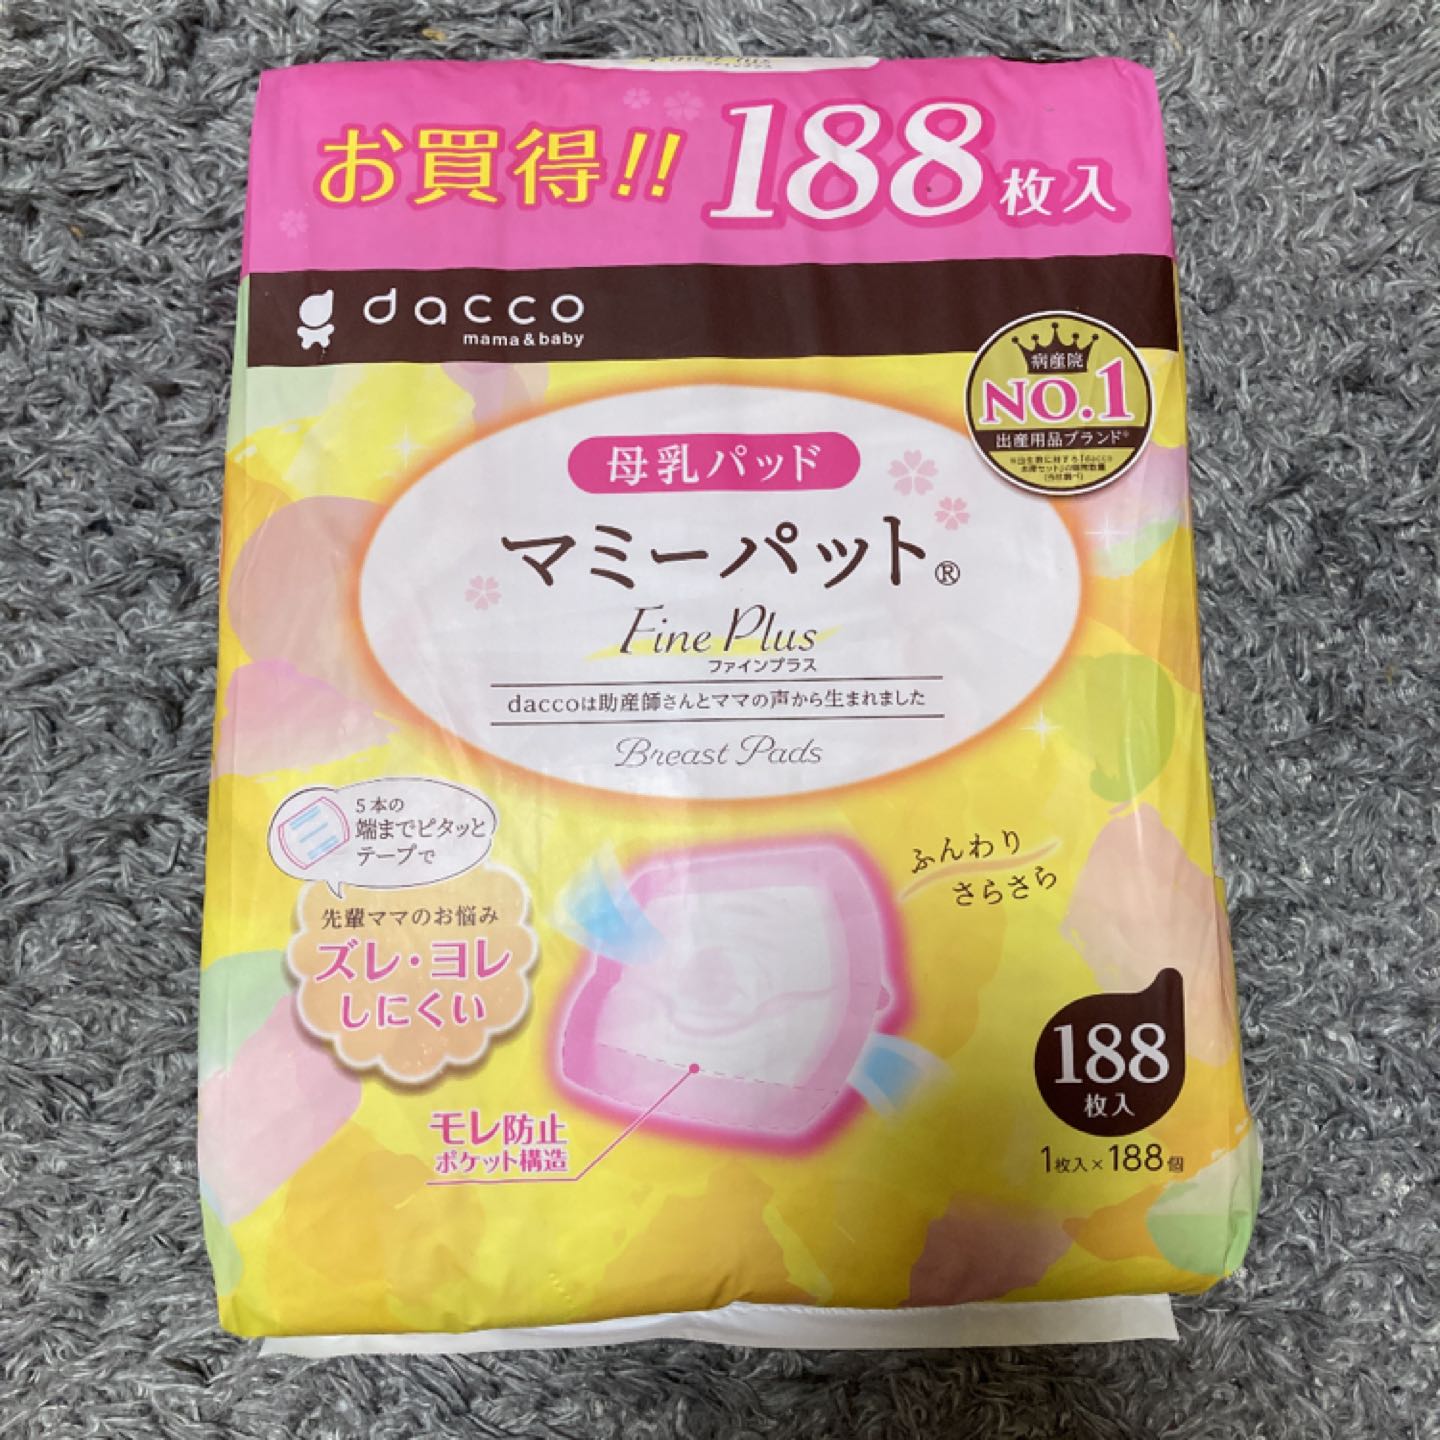 お買得!! 188枚入
dacco
mama & baby
病産院
NO.1
出産用品ブランド※
母乳パッド
マミーパット®
Fine Plus
ファインプラス
daccoは助産師さんとママの声から生まれました
Breast Pads
5本の
端までピタッと
テープで
先輩ママのお悩み
ズレ・ヨレ
しにくい
ふんわり
さらさら
モレ防止
ポケット構造
188
枚入
1枚入×188個